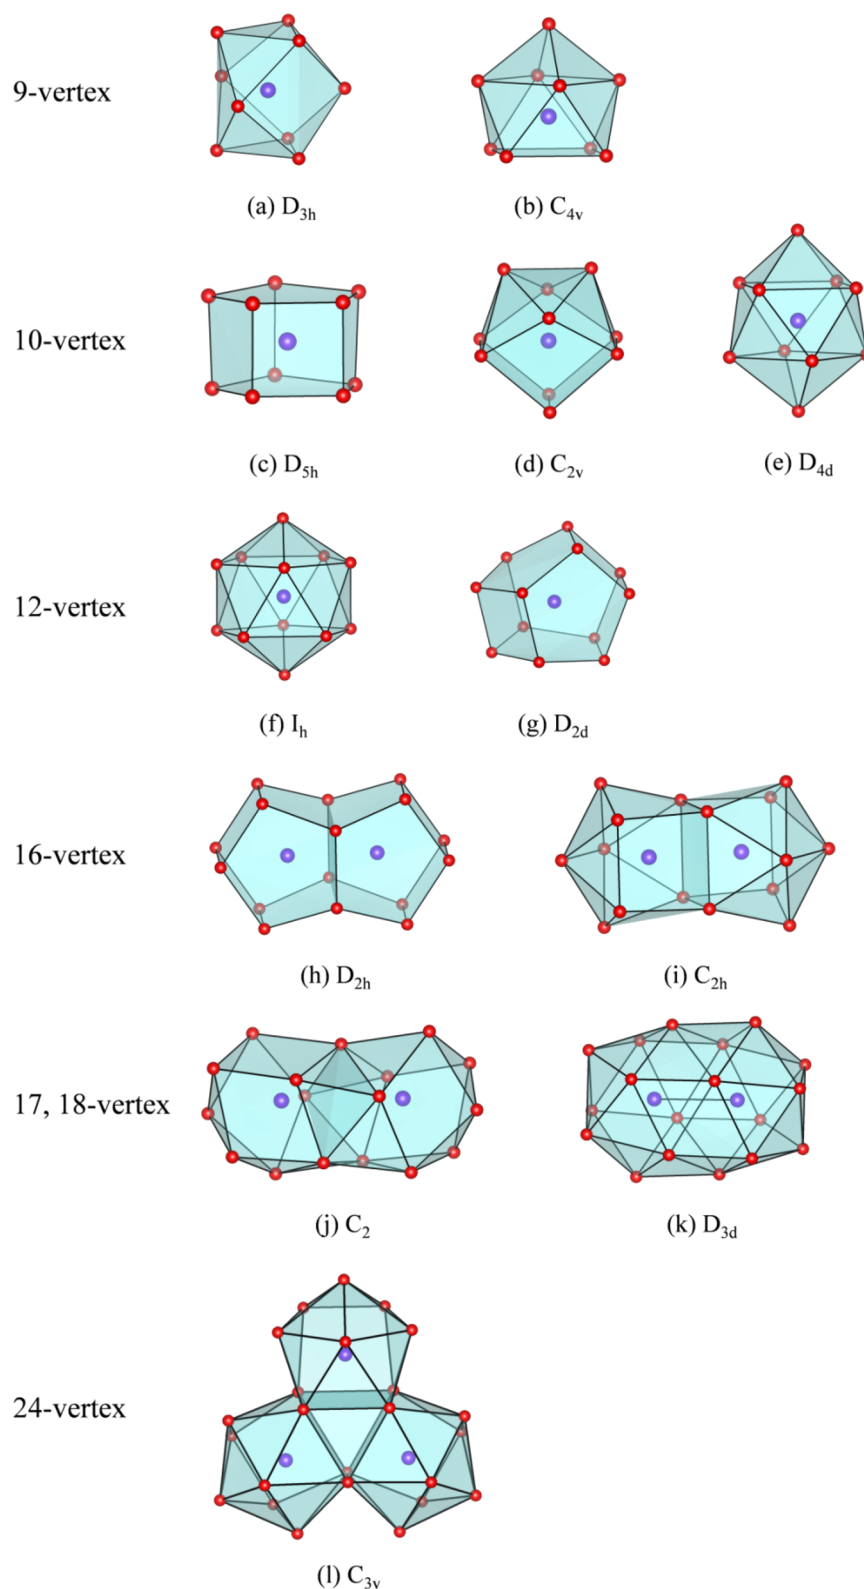 9-vertex
(a) D3h
(b) C4v
10-vertex
(c) D5h
(d) C2v
(e) D4d
12-vertex
(f) Ih
(g) D2d
16-vertex
(h) D2h
(i) C2h
17, 18-vertex
(j) C2
(k) D3d
24-vertex
(l) C3v